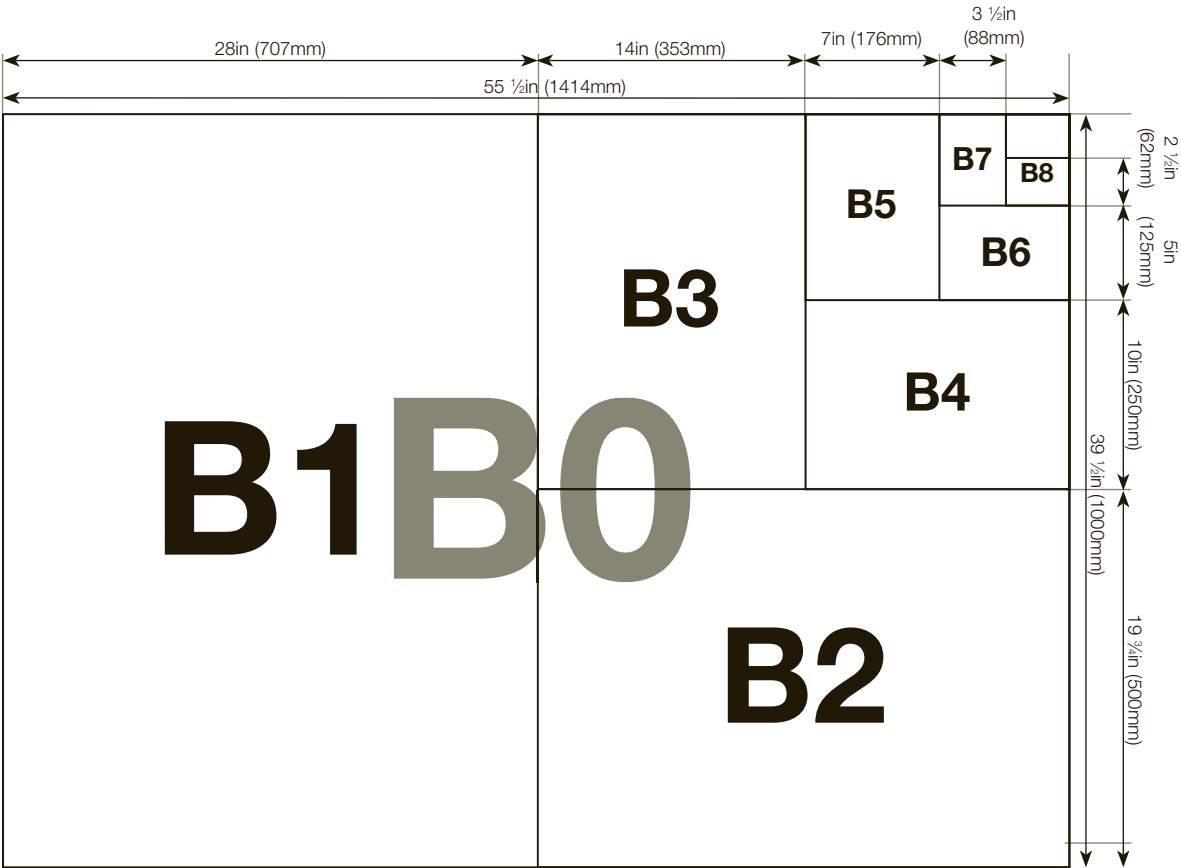 3 ½in
(88mm)
7in (176mm)
28in (707mm)
14in (353mm)
55 ½in (1414mm)
2 ½in
(62mm)
B7
B8
B5
5in
(125mm)
B6
B3
10in (250mm)
B4
B1
B0
39 ½in (1000mm)
B2
19 ¾in (500mm)